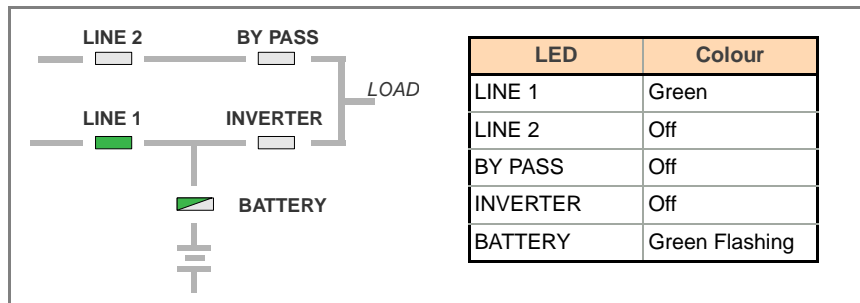 LINE 2 BY PASS
LOAD
LINE 1 INVERTER
BATTERY
LED Colour
LINE 1 Green
LINE 2 Off
BY PASS Off
INVERTER Off
BATTERY Green Flashing